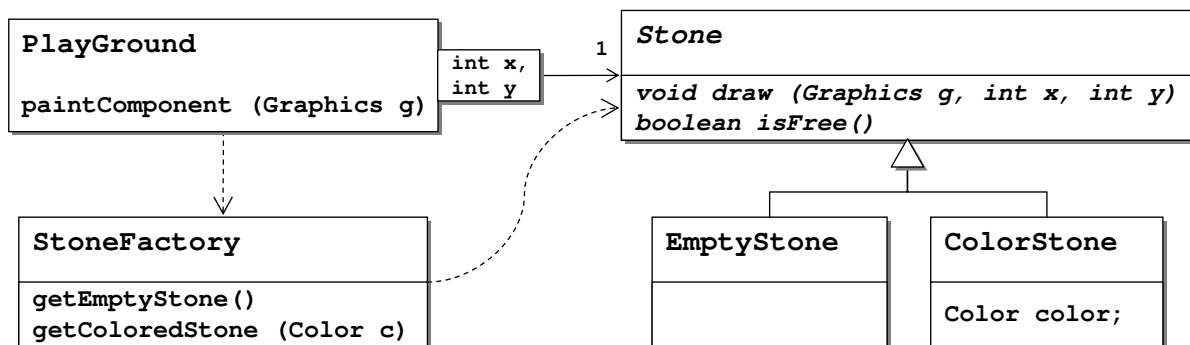 PlayGround
paintComponent (Graphics g)
int x,
int y
1
Stone
void draw (Graphics g, int x, int y)
boolean isFree()
StoneFactory
getEmptyStone()
getColoredStone (Color c)
EmptyStone
ColorStone
Color color;